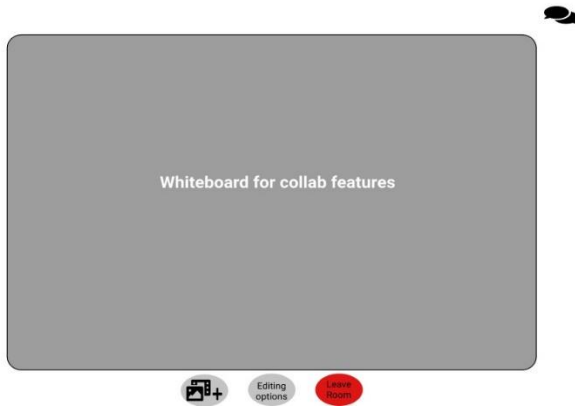 Whiteboard for collab features
Editing
options
Leave
Room